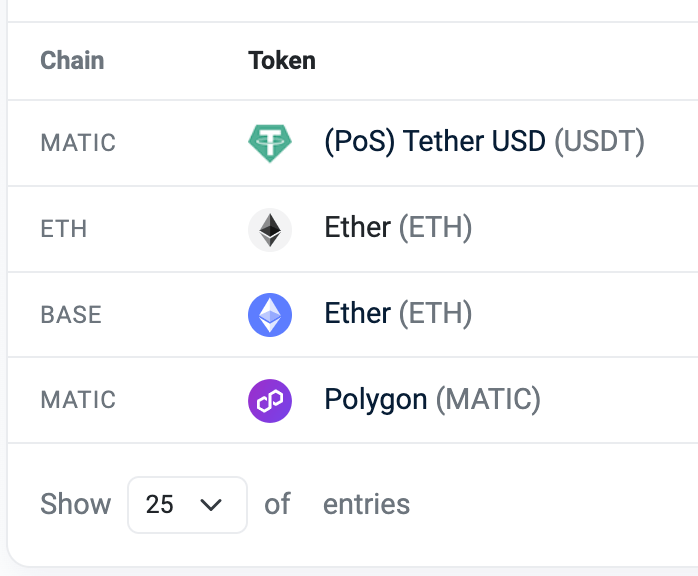 Chain Token
MATIC (PoS) Tether USD (USDT)
ETH Ether (ETH)
BASE Ether (ETH)
MATIC Polygon (MATIC)
Show 25 of entries